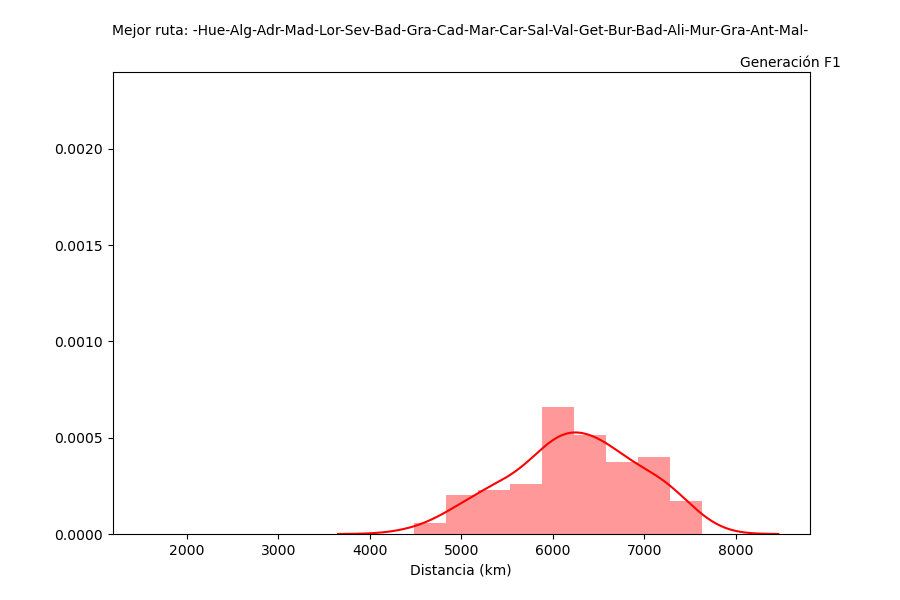 Mejor ruta: -Hue-Alg-Adr-Mad-Lor-Sev-Bad-Gra-Cad-Mar-Car-Sal-Val-Get-Bur-Bad-Ali-Mur-Gra-Ant-Mal-
Generación F1
0.0020
0.0015
0.0010
0.0005
0.0000
2000 3000 4000 5000 6000 7000 8000
Distancia (km)